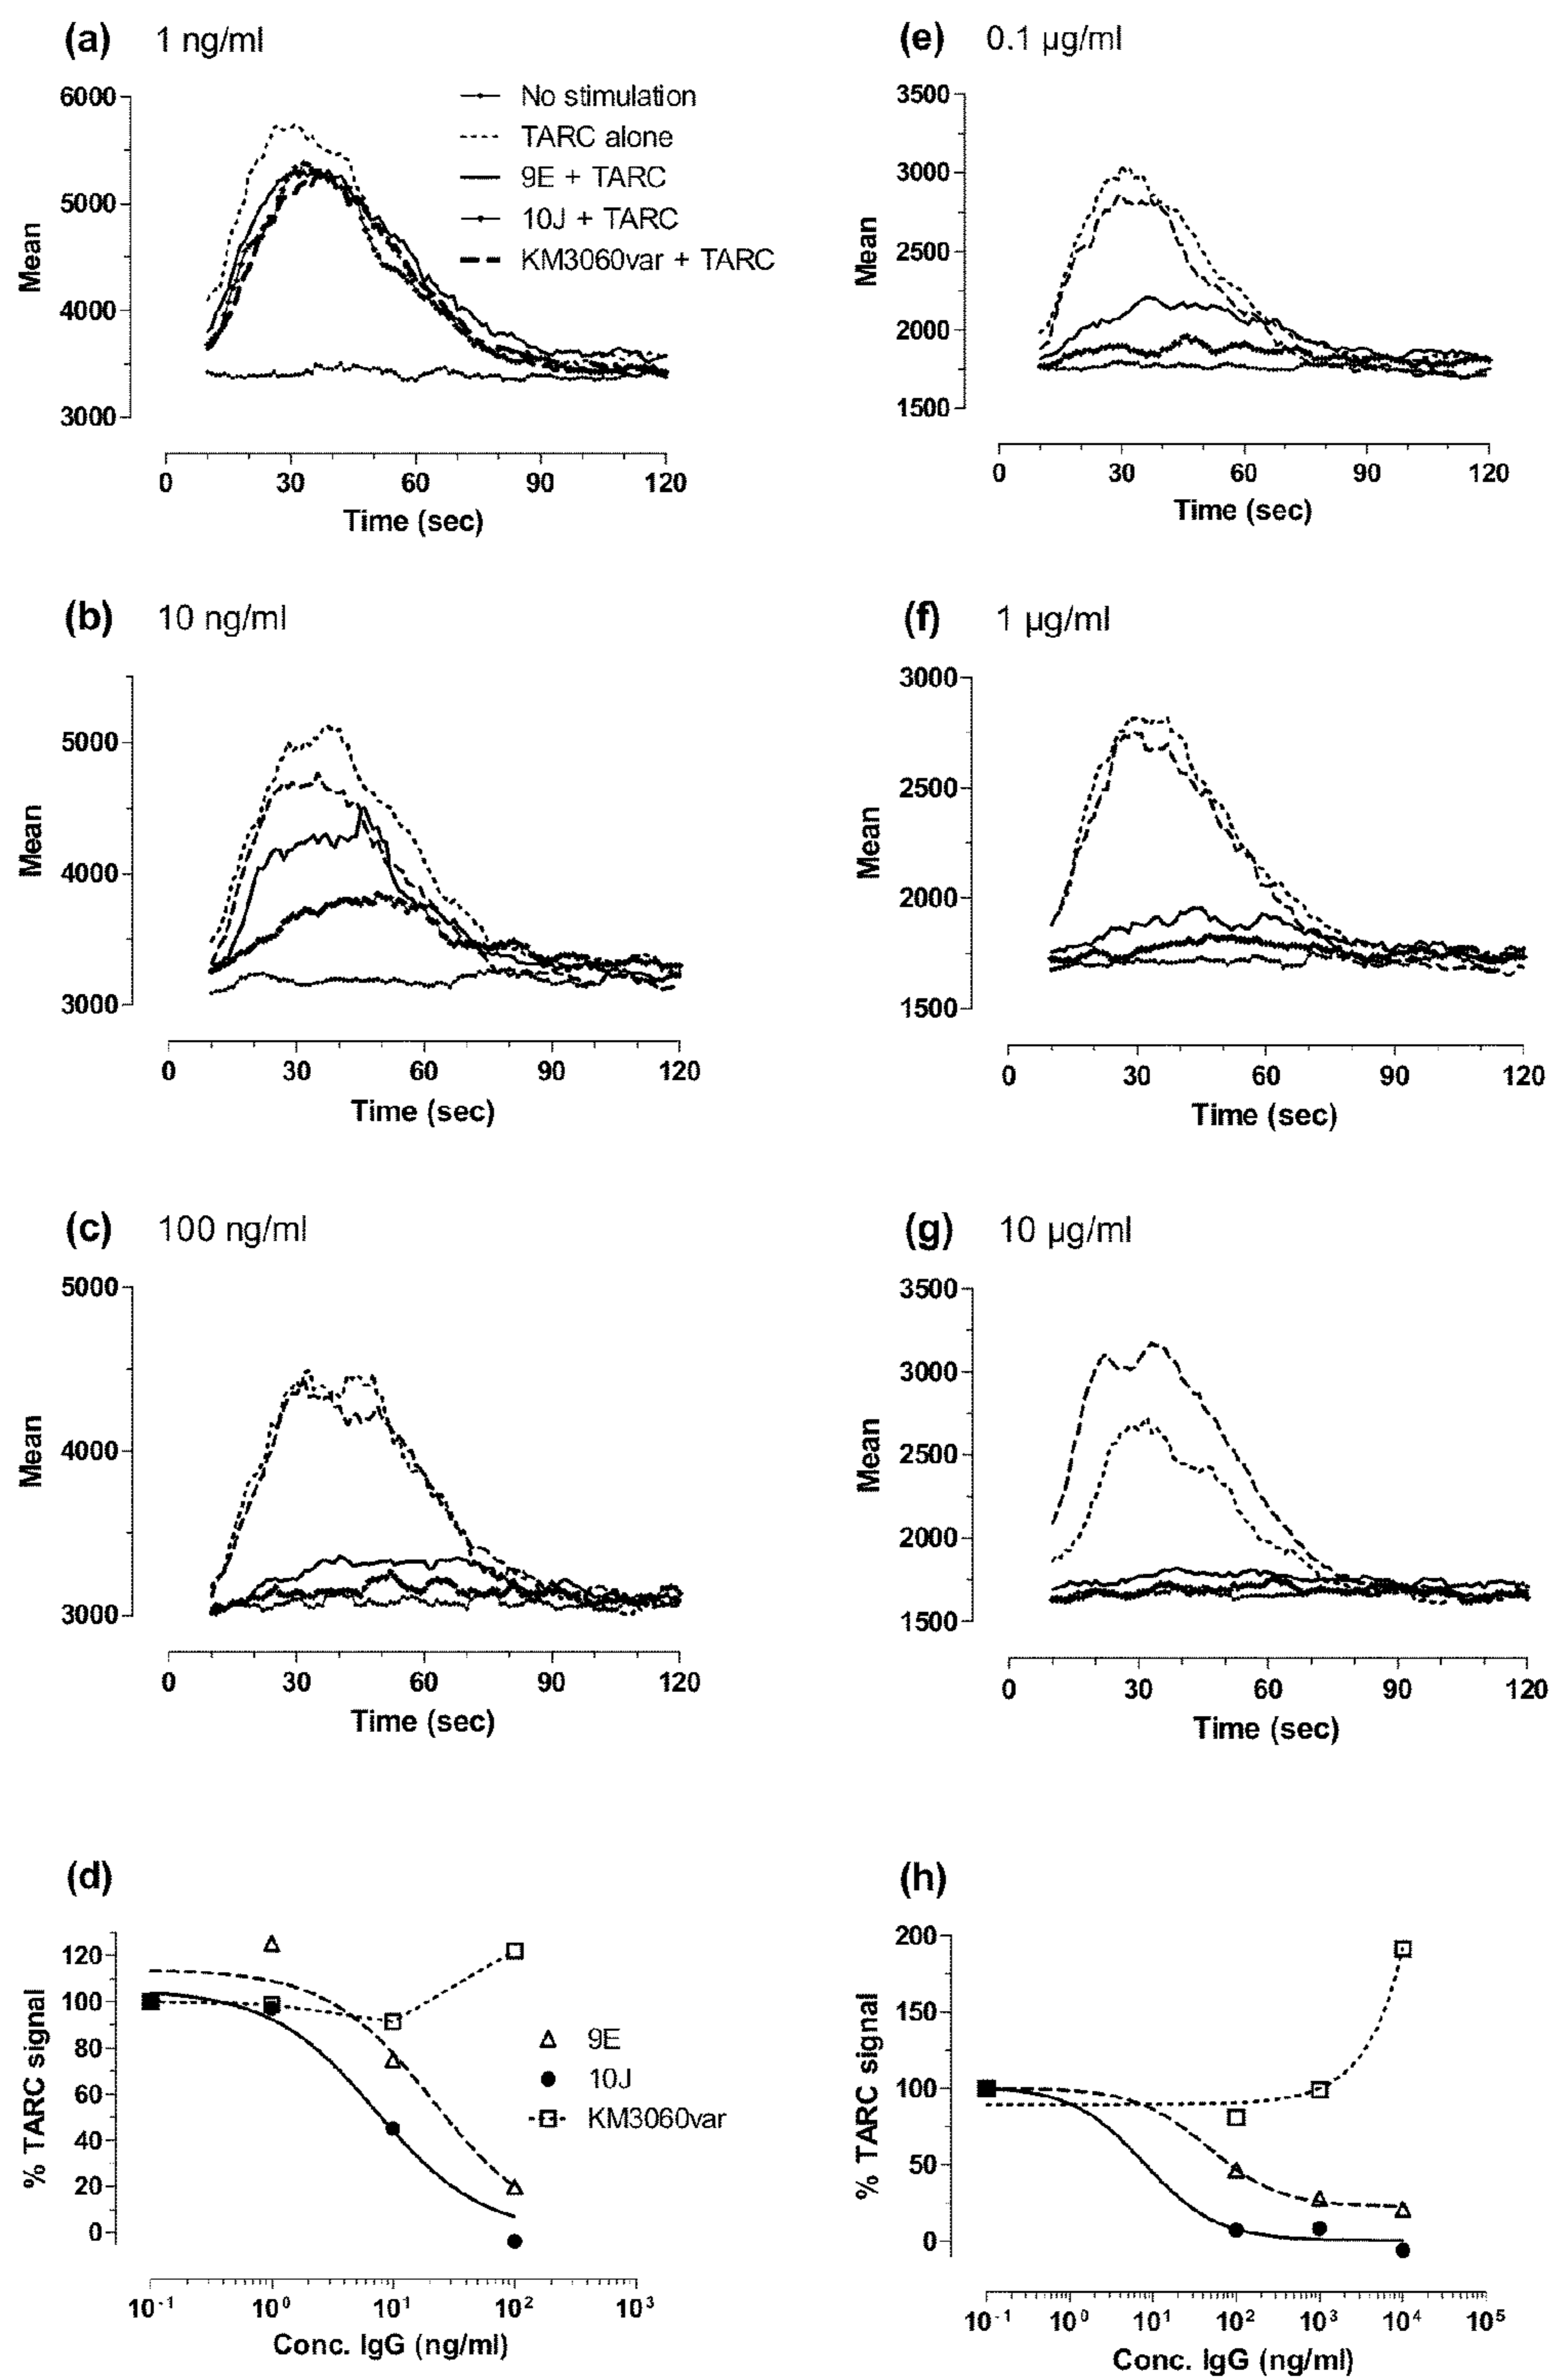 (a) 1 ng/ml
6000
5000
4000
3000
Mean
No stimulation
TARC alone
9E + TARC
10J + TARC
KM3060var + TARC
0 30 60 90 120
Time (sec)
(e) 0.1 µg/ml
3500
3000
2500
2000
1500
Mean
0 30 60 90 120
Time (sec)
(b) 10 ng/ml
5000
4000
3000
Mean
0 30 60 90 120
Time (sec)
(f) 1 µg/ml
3000
2500
2000
1500
Mean
0 30 60 90 120
Time (sec)
(c) 100 ng/ml
5000
4000
3000
Mean
0 30 60 90 120
Time (sec)
(g) 10 µg/ml
3500
3000
2500
2000
1500
Mean
0 30 60 90 120
Time (sec)
(d)
120
100
80
60
40
20
0
% TARC signal
9E
10J
KM3060var
10⁻¹ 10⁰ 10¹ 10² 10³
Conc. IgG (ng/ml)
(h)
200
150
100
50
0
% TARC signal
10⁻¹ 10⁰ 10¹ 10² 10³ 10⁴ 10⁵
Conc. IgG (ng/ml)